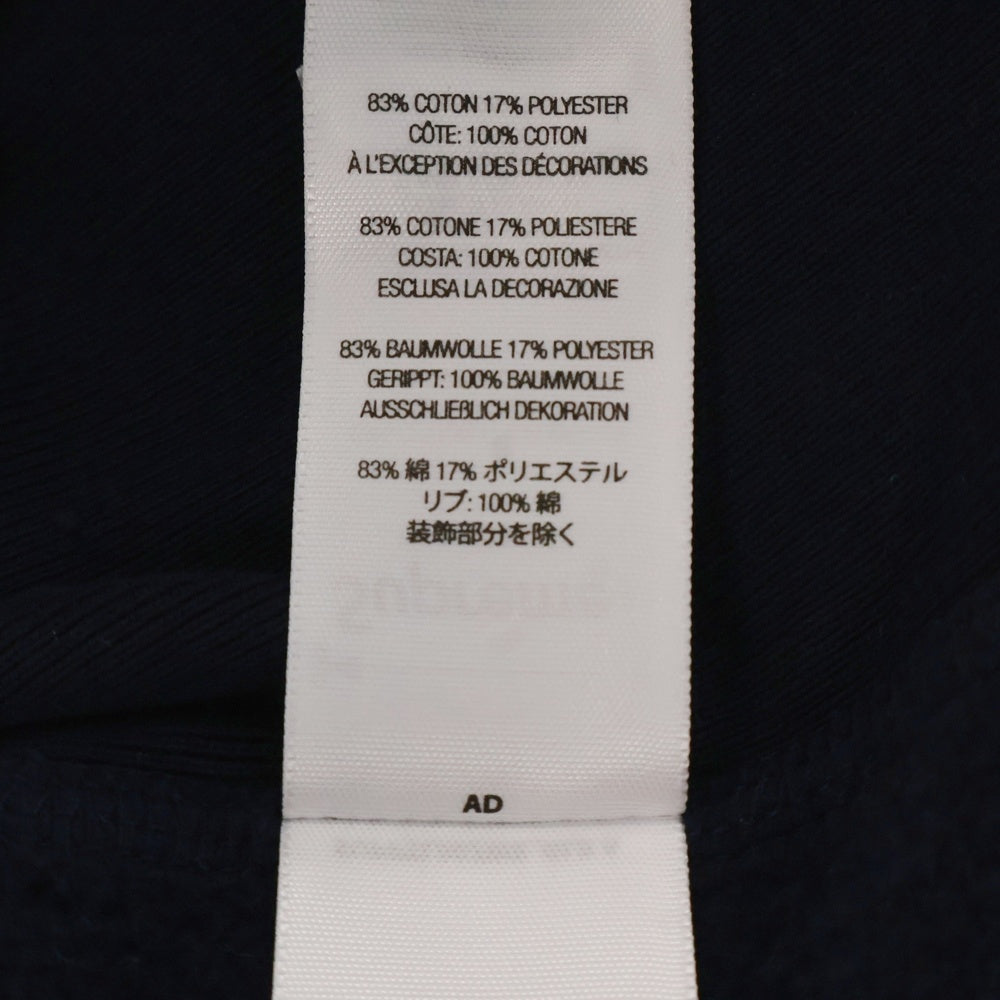 83% COTON 17% POLYESTER
CÔTE: 100% COTON
À L'EXCEPTION DES DÉCORATIONS
83% COTONE 17% POLIESTERE
COSTA: 100% COTONE
ESCLUSA LA DECORAZIONE
83% BAUMWOLLE 17% POLYESTER
GERIPPT: 100% BAUMWOLLE
AUSSCHLIEßLICH DEKORATION
83% 綿 17% ポリエステル
リブ: 100% 綿
装飾部分を除く
AD